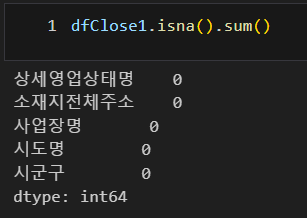 1 dfClose1.isna().sum()
상세영업상태명 0
소재지전체주소 0
사업장명 0
시도명 0
시군구 0
dtype: int64